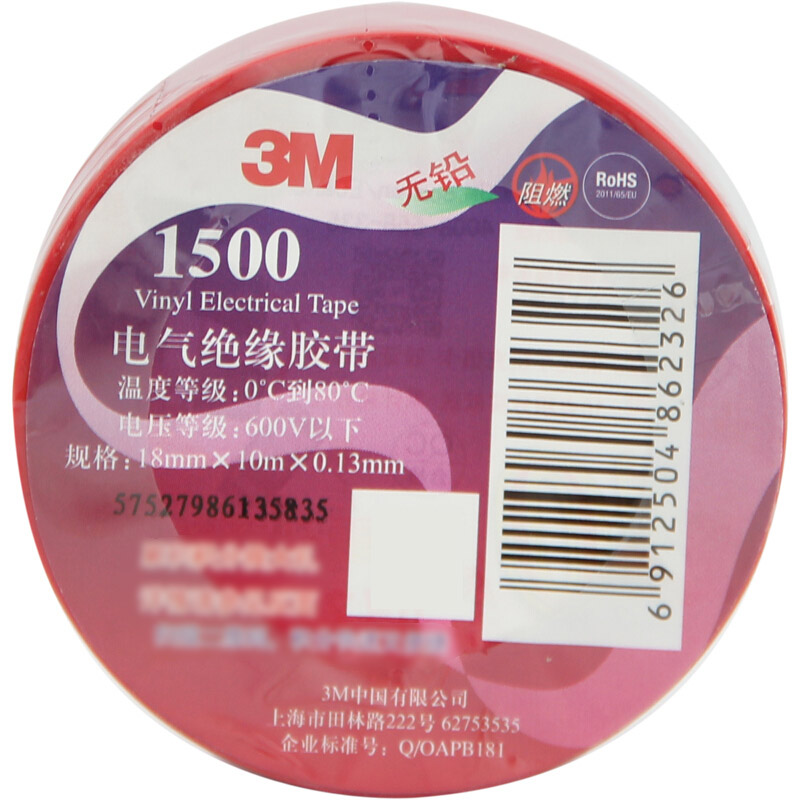 3M
无铅
阻燃
RoHS
2011/65/EU
1500
Vinyl Electrical Tape
电气绝缘胶带
温度等级:0°C到80°C
电压等级:600V以下
规格:18mm×10m×0.13mm
57527986135835
6912504862326
3M中国有限公司
上海市田林路222号 62753535
企业标准号: Q/OAPB181